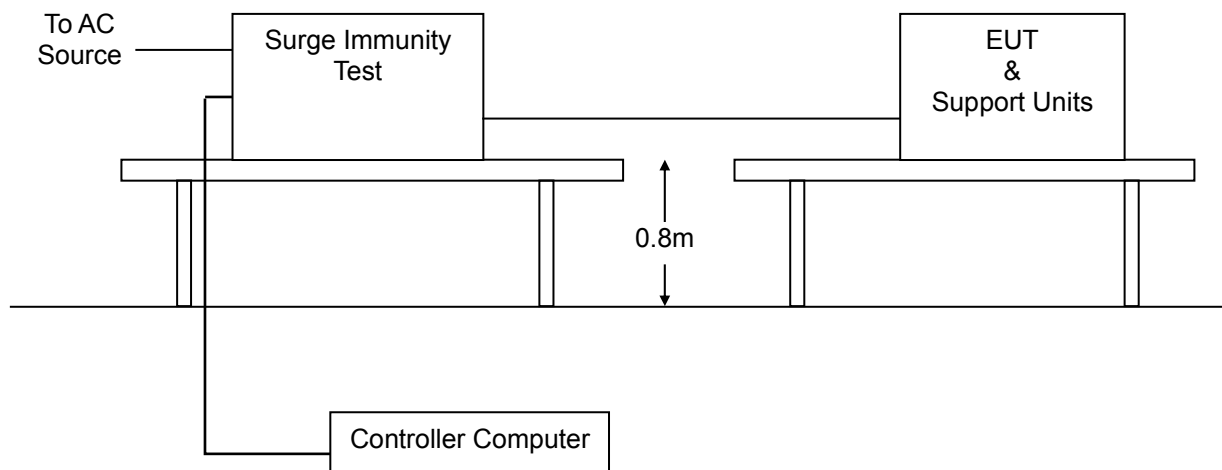 To AC
Source
Surge Immunity
Test
EUT
&
Support Units
0.8m
Controller Computer